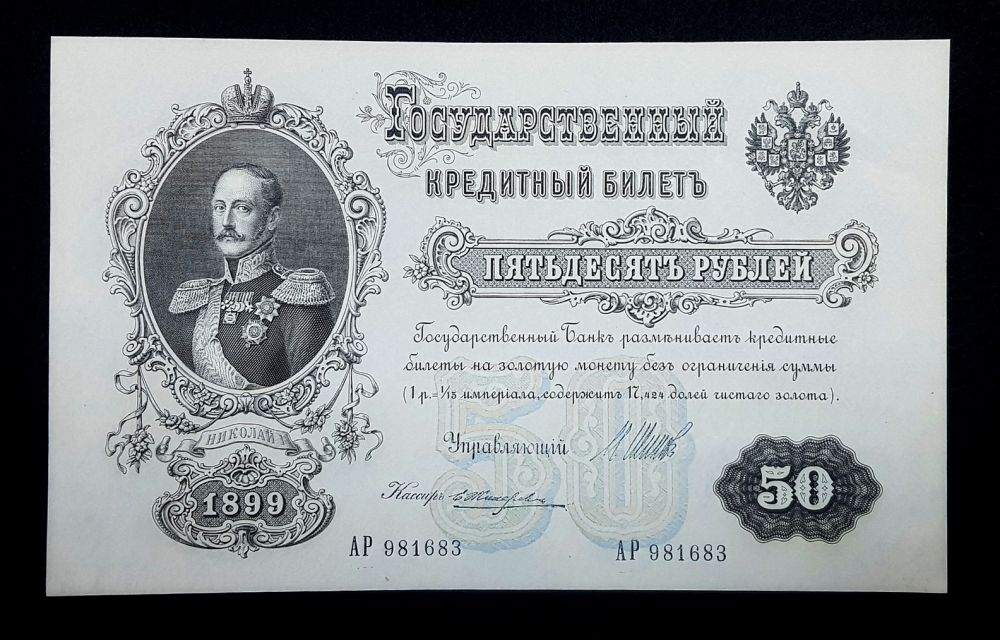 Государственный
кредитный билетъ
пятьдесятъ рублей
Государственный Банкъ размѣниваетъ кредитные
билеты на золотую монету безъ ограниченія суммы
(1 р.= 1/15 имперіала, содержитъ 17,424 долей чистаго золота).
Управляющій
Кассиръ
50
50
НИКОЛАЙ I
1899
АР 981683
АР 981683